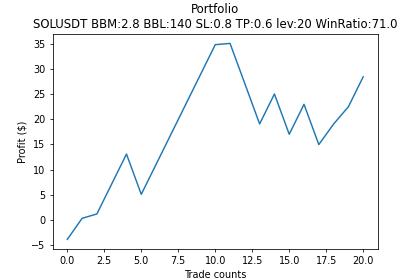 Portfolio
SOLUSDT BBM:2.8 BBL:140 SL:0.8 TP:0.6 lev:20 WinRatio:71.0
35
30
25
20
15
10
5
0
−5
Profit ($)
0.0 2.5 5.0 7.5 10.0 12.5 15.0 17.5 20.0
Trade counts